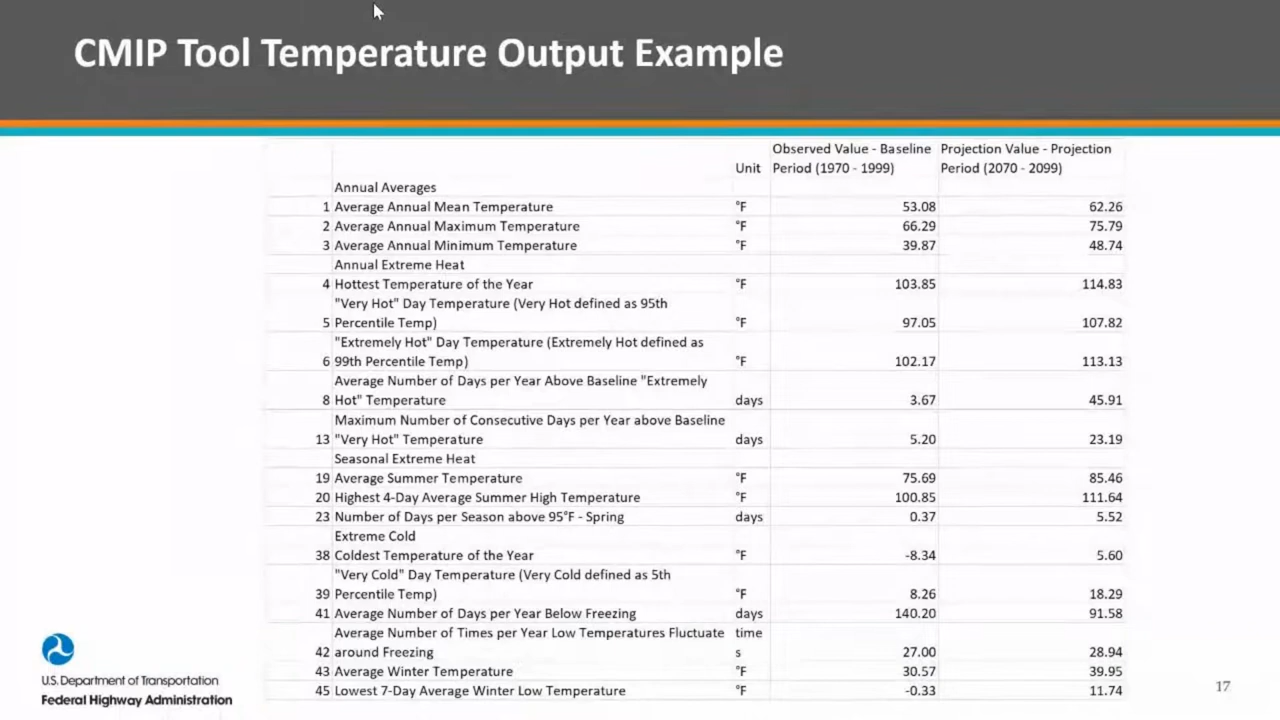 CMIP Tool Temperature Output Example
Observed Value - Baseline Projection Value - Projection
Unit Period (1970 - 1999) Period (2070 - 2099)
Annual Averages
1 Average Annual Mean Temperature °F 53.08 62.26
2 Average Annual Maximum Temperature °F 66.29 75.79
3 Average Annual Minimum Temperature °F 39.87 48.74
Annual Extreme Heat
4 Hottest Temperature of the Year °F 103.85 114.83
"Very Hot" Day Temperature (Very Hot defined as 95th
5 Percentile Temp) °F 97.05 107.82
"Extremely Hot" Day Temperature (Extremely Hot defined as
6 99th Percentile Temp) °F 102.17 113.13
Average Number of Days per Year Above Baseline "Extremely
8 Hot" Temperature days 3.67 45.91
Maximum Number of Consecutive Days per Year above Baseline
13 "Very Hot" Temperature days 5.20 23.19
Seasonal Extreme Heat
19 Average Summer Temperature °F 75.69 85.46
20 Highest 4-Day Average Summer High Temperature °F 100.85 111.64
23 Number of Days per Season above 95°F - Spring days 0.37 5.52
Extreme Cold
38 Coldest Temperature of the Year °F -8.34 5.60
"Very Cold" Day Temperature (Very Cold defined as 5th
39 Percentile Temp) °F 8.26 18.29
41 Average Number of Days per Year Below Freezing days 140.20 91.58
Average Number of Times per Year Low Temperatures Fluctuate time
42 around Freezing s 27.00 28.94
43 Average Winter Temperature °F 30.57 39.95
45 Lowest 7-Day Average Winter Low Temperature °F -0.33 11.74
U.S. Department of Transportation
Federal Highway Administration
17